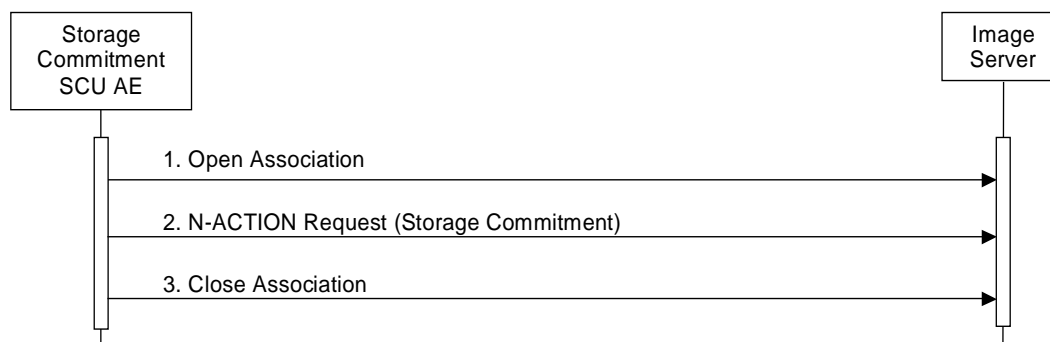 Storage
Commitment
SCU AE
Image
Server
1. Open Association
2. N-ACTION Request (Storage Commitment)
3. Close Association